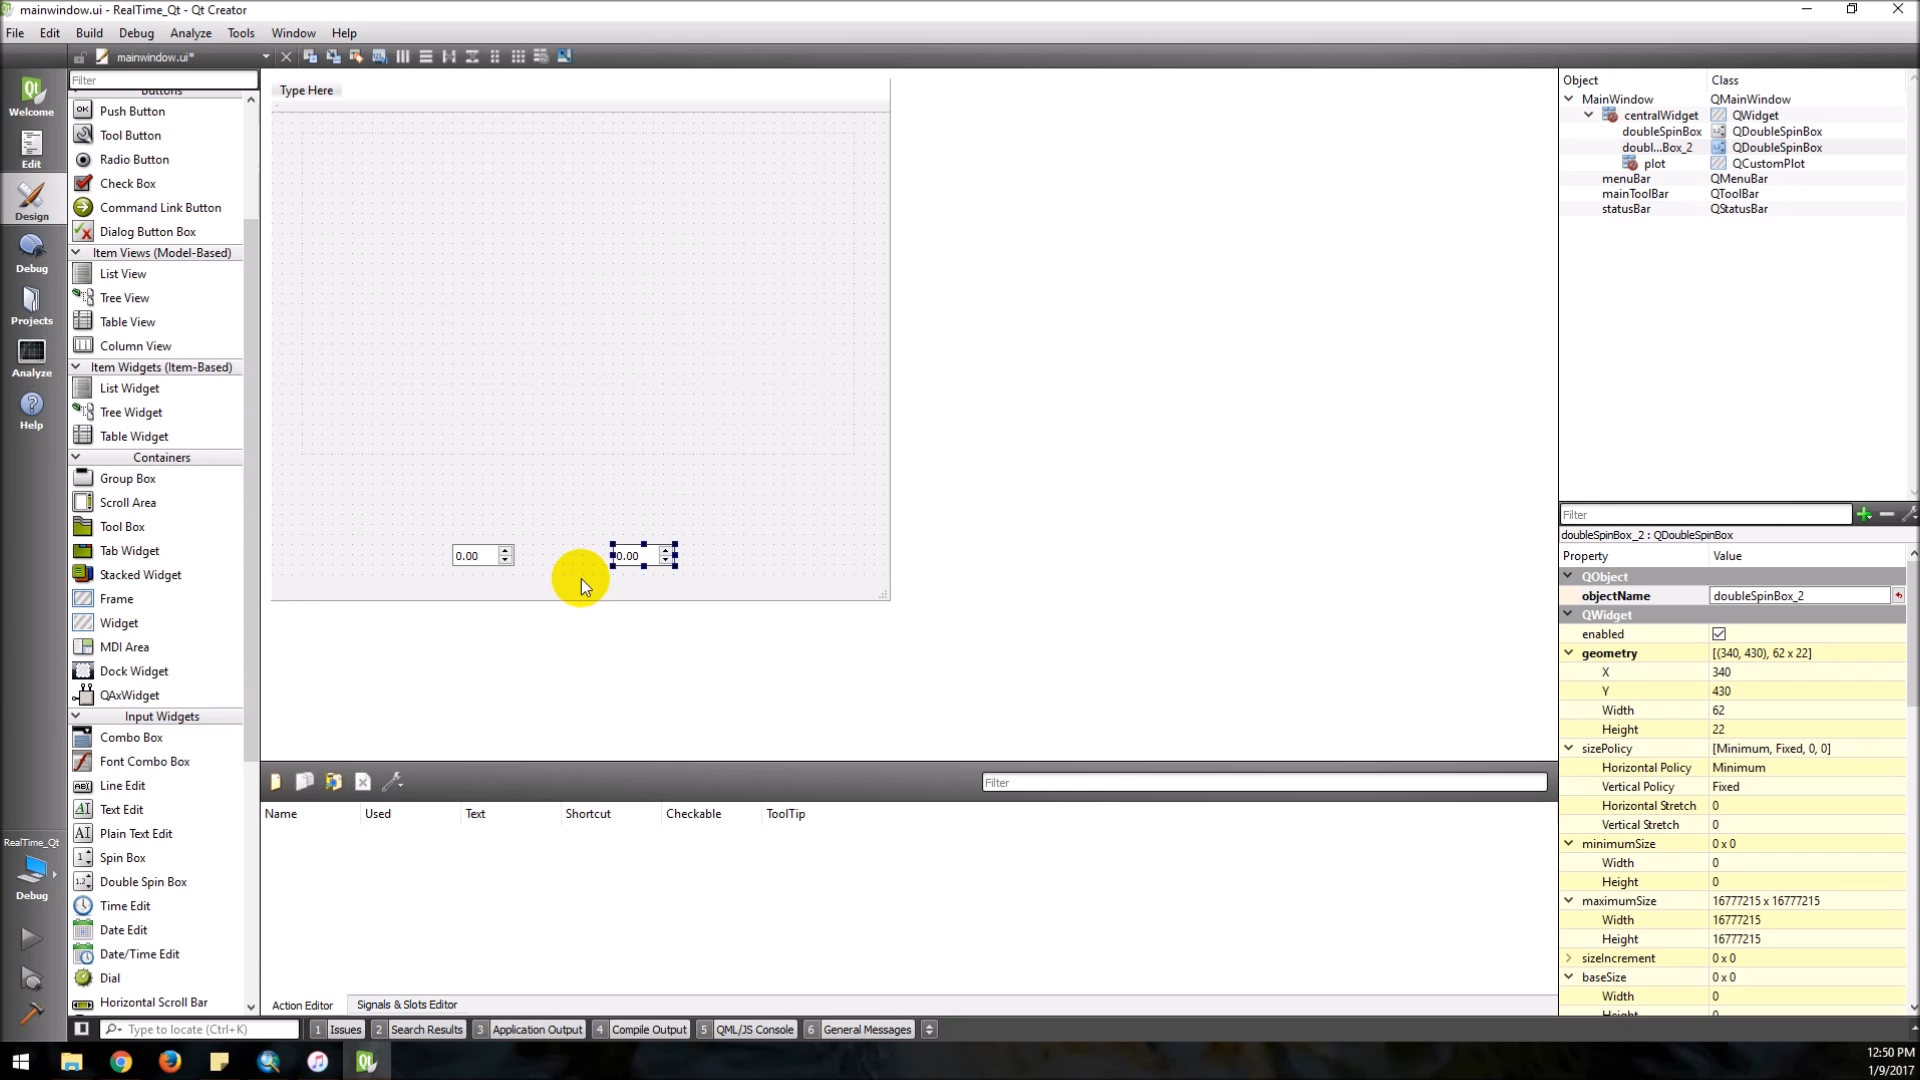 mainwindow.ui - RealTime_Qt - Qt Creator
File Edit Build Debug Analyze Tools Window Help
mainwindow.ui*
Filter
Buttons
Push Button
Tool Button
Radio Button
Check Box
Command Link Button
Dialog Button Box
Item Views (Model-Based)
List View
Tree View
Table View
Column View
Item Widgets (Item-Based)
List Widget
Tree Widget
Table Widget
Containers
Group Box
Scroll Area
Tool Box
Tab Widget
Stacked Widget
Frame
Widget
MDI Area
Dock Widget
QAxWidget
Input Widgets
Combo Box
Font Combo Box
Line Edit
Text Edit
Plain Text Edit
Spin Box
Double Spin Box
Time Edit
Date Edit
Date/Time Edit
Dial
Horizontal Scroll Bar
Welcome
Edit
Design
Debug
Projects
Analyze
Help
RealTime_Qt
Debug
Type Here
0.00
0.00
Filter
Name Used Text Shortcut Checkable ToolTip
Action Editor Signals & Slots Editor
Object Class
MainWindow QMainWindow
centralWidget QWidget
doubleSpinBox QDoubleSpinBox
doubl...Box_2 QDoubleSpinBox
plot QCustomPlot
menuBar QMenuBar
mainToolBar QToolBar
statusBar QStatusBar
Filter
doubleSpinBox_2 : QDoubleSpinBox
Property Value
QObject
objectName doubleSpinBox_2
QWidget
enabled
geometry [(340, 430), 62 x 22]
X 340
Y 430
Width 62
Height 22
sizePolicy [Minimum, Fixed, 0, 0]
Horizontal Policy Minimum
Vertical Policy Fixed
Horizontal Stretch 0
Vertical Stretch 0
minimumSize 0 x 0
Width 0
Height 0
maximumSize 16777215 x 16777215
Width 16777215
Height 16777215
sizeIncrement 0 x 0
baseSize 0 x 0
Width 0
Height 0
Type to locate (Ctrl+K) 1 Issues 2 Search Results 3 Application Output 4 Compile Output 5 QML/JS Console 6 General Messages
12:50 PM
1/9/2017